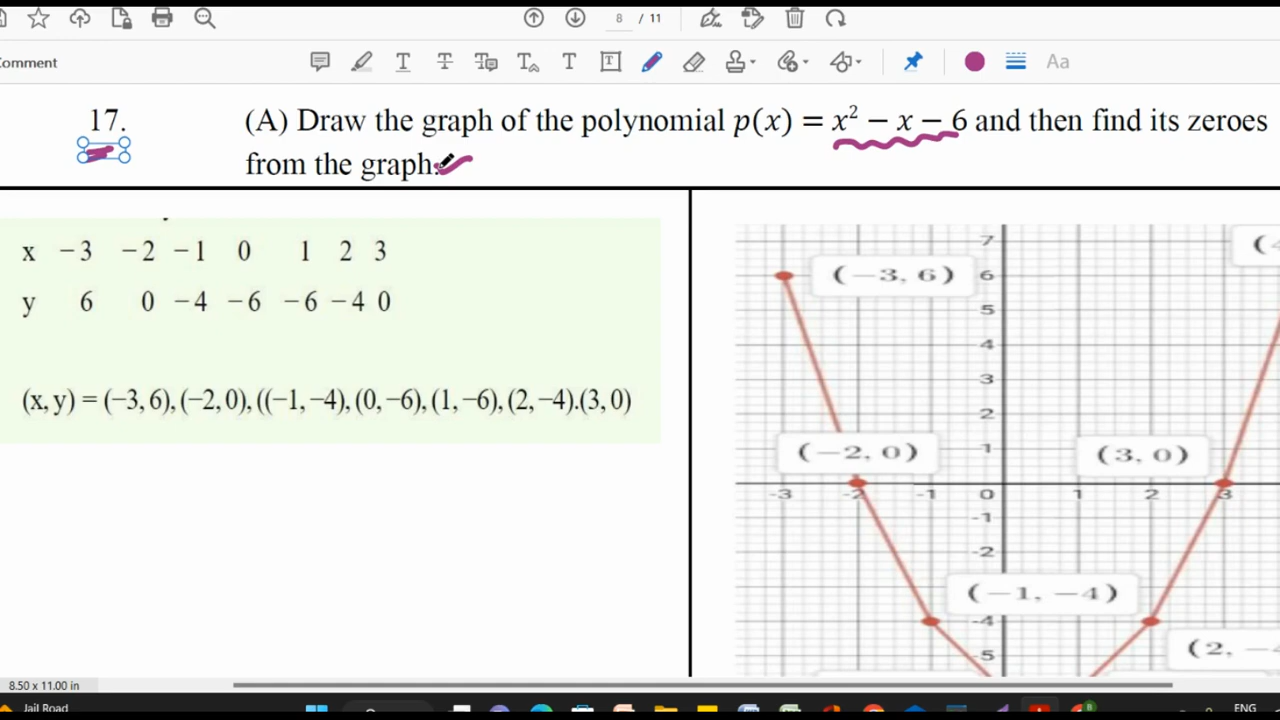 8 / 11
omment
T T T T T T Aa
17. (A) Draw the graph of the polynomial p(x) = x² − x − 6 and then find its zeroes
from the graph.
x −3 −2 −1 0 1 2 3
y 6 0 −4 −6 −6 −4 0
(x, y) = (−3, 6), (−2, 0), ((−1, −4), (0, −6), (1, −6), (2, −4).(3, 0)
7
(−3, 6) 6
5
4
3
2
(−2, 0) 1 (3, 0)
-3 -2 -1 0 1 2 3
-1
-2
(−1, −4)
-4
(2, −4
-5
8.50 x 11.00 in
Jail Road
ENG